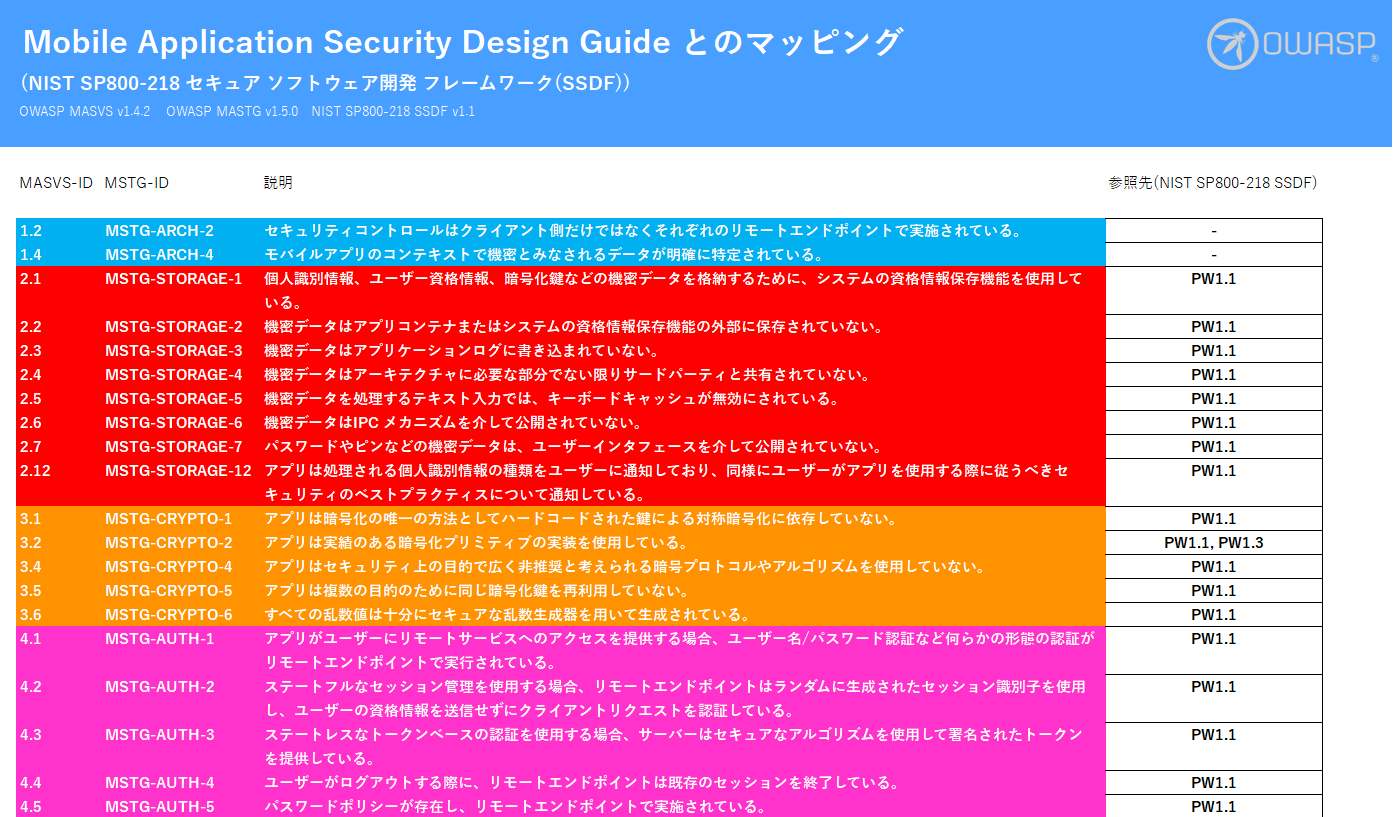 Mobile Application Security Design Guide とのマッピング
OWASP®
(NIST SP800-218 セキュア ソフトウェア開発 フレームワーク(SSDF))
OWASP MASVS v1.4.2 OWASP MASTG v1.5.0 NIST SP800-218 SSDF v1.1
MASVS-ID MSTG-ID 説明 参照先(NIST SP800-218 SSDF)
1.2 MSTG-ARCH-2 セキュリティコントロールはクライアント側だけではなくそれぞれのリモートエンドポイントで実施されている。 -
1.4 MSTG-ARCH-4 モバイルアプリのコンテキストで機密とみなされるデータが明確に特定されている。 -
2.1 MSTG-STORAGE-1 個人識別情報、ユーザー資格情報、暗号化鍵などの機密データを格納するために、システムの資格情報保存機能を使用して PW1.1
いる。
2.2 MSTG-STORAGE-2 機密データはアプリコンテナまたはシステムの資格情報保存機能の外部に保存されていない。 PW1.1
2.3 MSTG-STORAGE-3 機密データはアプリケーションログに書き込まれていない。 PW1.1
2.4 MSTG-STORAGE-4 機密データはアーキテクチャに必要な部分でない限りサードパーティと共有されていない。 PW1.1
2.5 MSTG-STORAGE-5 機密データを処理するテキスト入力では、キーボードキャッシュが無効にされている。 PW1.1
2.6 MSTG-STORAGE-6 機密データはIPC メカニズムを介して公開されていない。 PW1.1
2.7 MSTG-STORAGE-7 パスワードやピンなどの機密データは、ユーザーインタフェースを介して公開されていない。 PW1.1
2.12 MSTG-STORAGE-12 アプリは処理される個人識別情報の種類をユーザーに通知しており、同様にユーザーがアプリを使用する際に従うべきセ PW1.1
キュリティのベストプラクティスについて通知している。
3.1 MSTG-CRYPTO-1 アプリは暗号化の唯一の方法としてハードコードされた鍵による対称暗号化に依存していない。 PW1.1
3.2 MSTG-CRYPTO-2 アプリは実績のある暗号化プリミティブの実装を使用している。 PW1.1, PW1.3
3.4 MSTG-CRYPTO-4 アプリはセキュリティ上の目的で広く非推奨と考えられる暗号プロトコルやアルゴリズムを使用していない。 PW1.1
3.5 MSTG-CRYPTO-5 アプリは複数の目的のために同じ暗号化鍵を再利用していない。 PW1.1
3.6 MSTG-CRYPTO-6 すべての乱数値は十分にセキュアな乱数生成器を用いて生成されている。 PW1.1
4.1 MSTG-AUTH-1 アプリがユーザーにリモートサービスへのアクセスを提供する場合、ユーザー名/パスワード認証など何らかの形態の認証が PW1.1
リモートエンドポイントで実行されている。
4.2 MSTG-AUTH-2 ステートフルなセッション管理を使用する場合、リモートエンドポイントはランダムに生成されたセッション識別子を使用 PW1.1
し、ユーザーの資格情報を送信せずにクライアントリクエストを認証している。
4.3 MSTG-AUTH-3 ステートレスなトークンベースの認証を使用する場合、サーバーはセキュアなアルゴリズムを使用して署名されたトークン PW1.1
を提供している。
4.4 MSTG-AUTH-4 ユーザーがログアウトする際に、リモートエンドポイントは既存のセッションを終了している。 PW1.1
4.5 MSTG-AUTH-5 パスワードポリシーが存在し、リモートエンドポイントで実施されている。 PW1.1